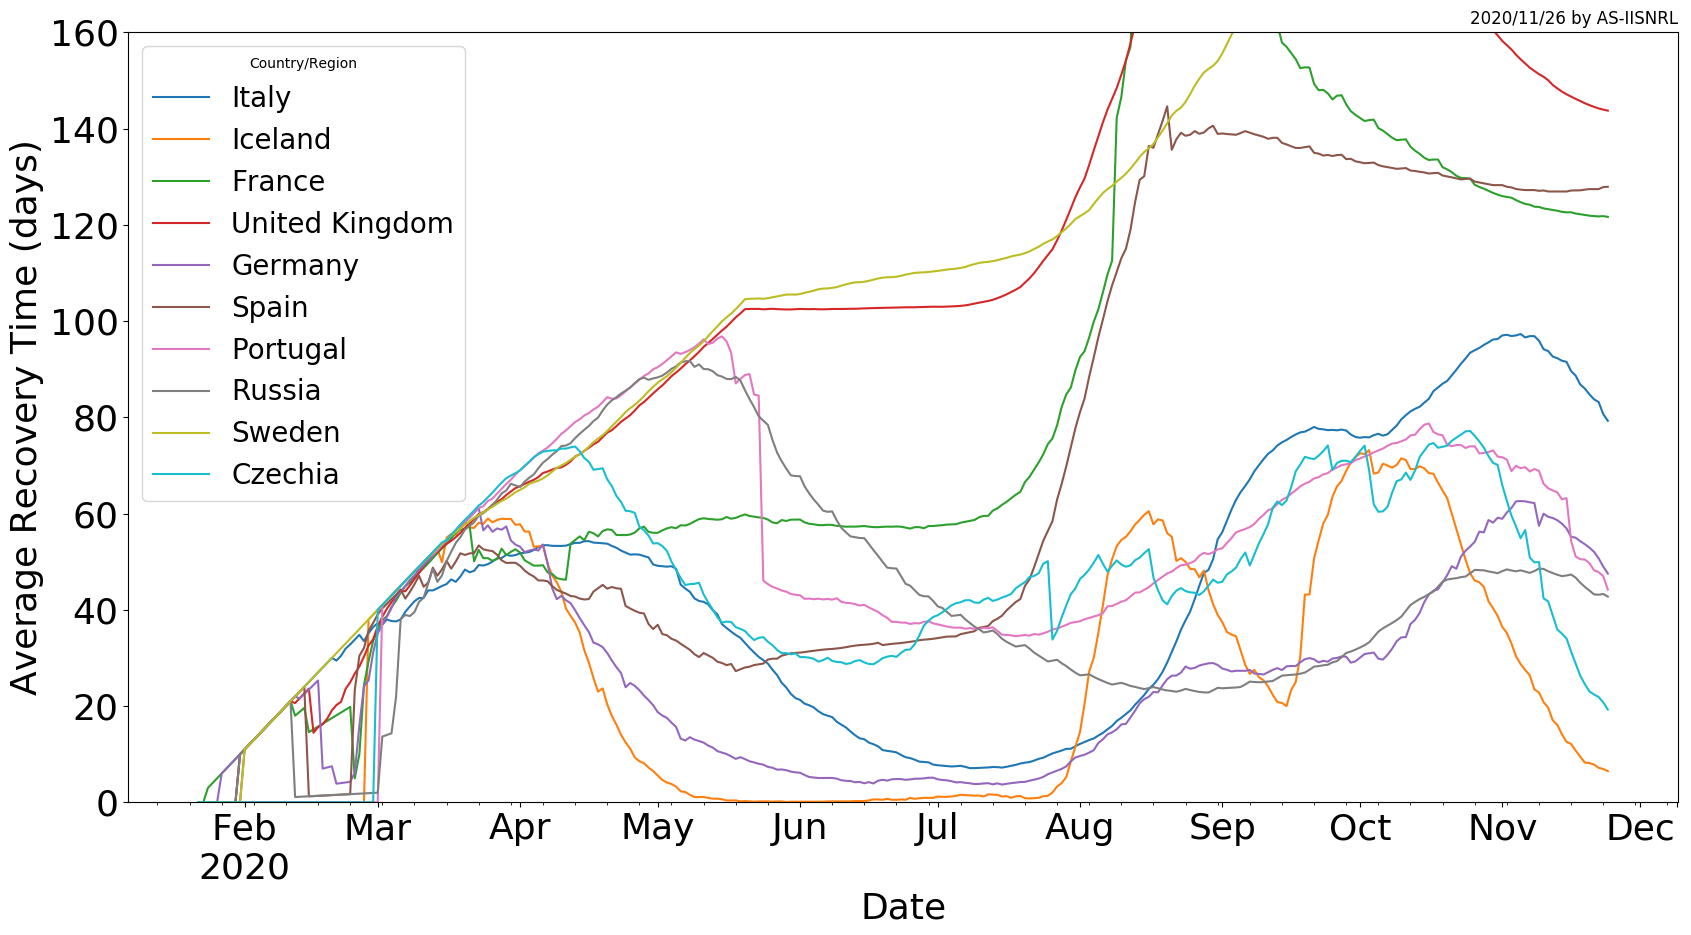 2020/11/26 by AS-IISNRL
160
140
120
100
80
60
40
20
0
Average Recovery Time (days)
Country/Region
Italy
Iceland
France
United Kingdom
Germany
Spain
Portugal
Russia
Sweden
Czechia
Feb Mar Apr May Jun Jul Aug Sep Oct Nov Dec
2020
Date